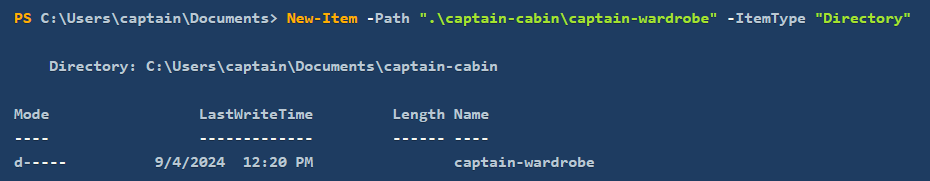 PS C:\Users\captain\Documents> New-Item -Path ".\captain-cabin\captain-wardrobe" -ItemType "Directory"
    Directory: C:\Users\captain\Documents\captain-cabin
Mode                 LastWriteTime         Length Name
----                 -------------         ------ ----
d-----          9/4/2024  12:20 PM                captain-wardrobe